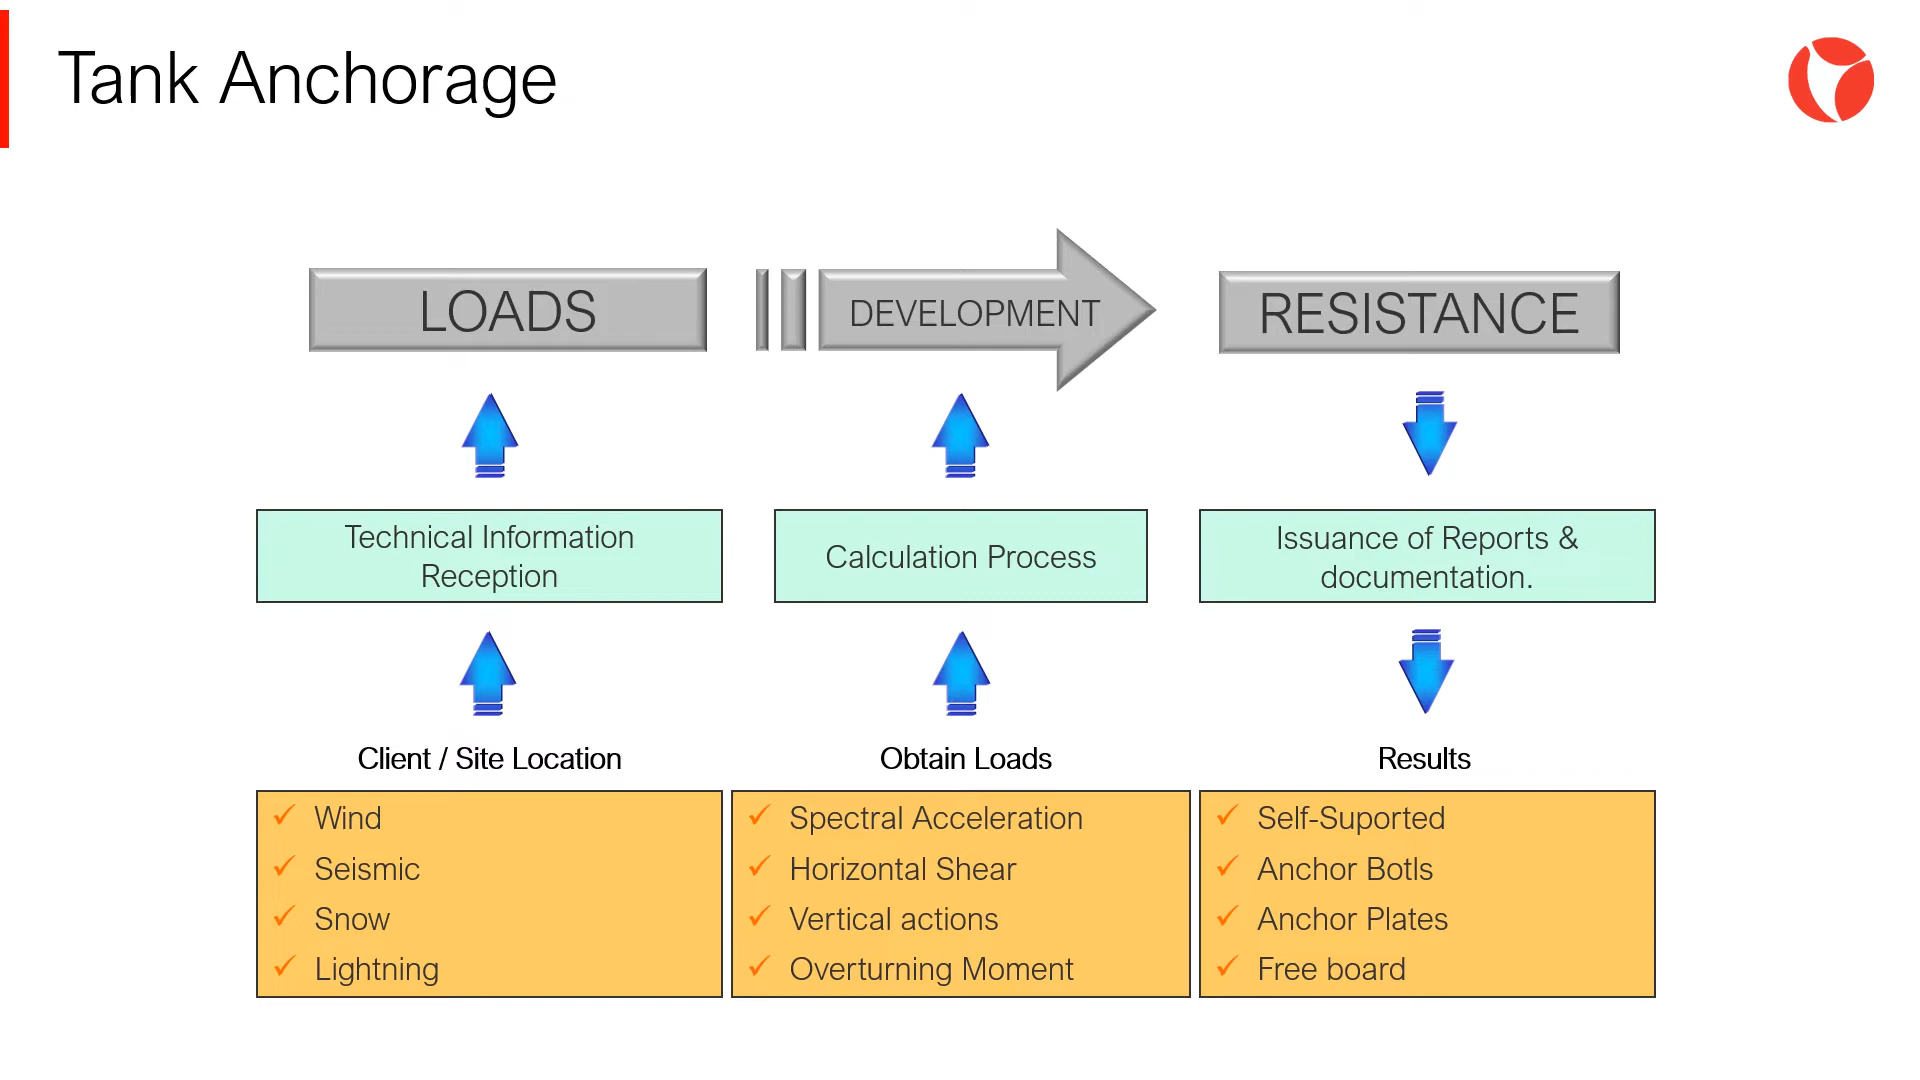 Tank Anchorage
LOADS
DEVELOPMENT
RESISTANCE
Technical Information
Reception
Calculation Process
Issuance of Reports &
documentation.
Client / Site Location
Obtain Loads
Results
Wind
Seismic
Snow
Lightning
Spectral Acceleration
Horizontal Shear
Vertical actions
Overturning Moment
Self-Suported
Anchor Botls
Anchor Plates
Free board